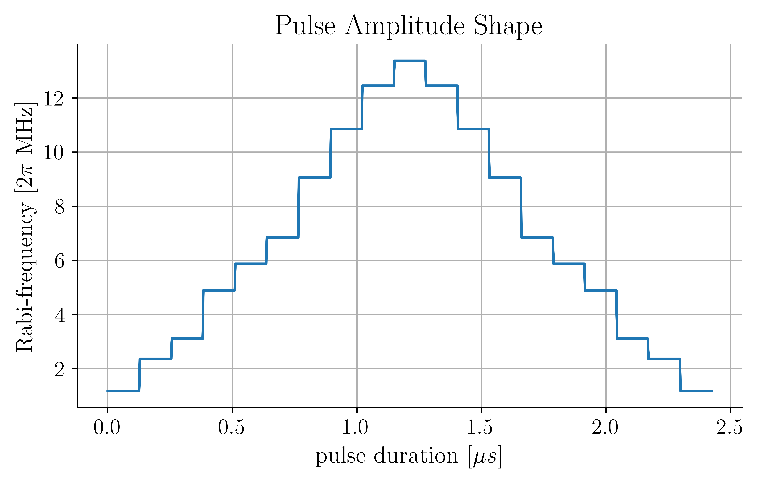 Pulse Amplitude Shape
Rabi-frequency [2π MHz]
12
10
8
6
4
2
0.0 0.5 1.0 1.5 2.0 2.5
pulse duration [μs]